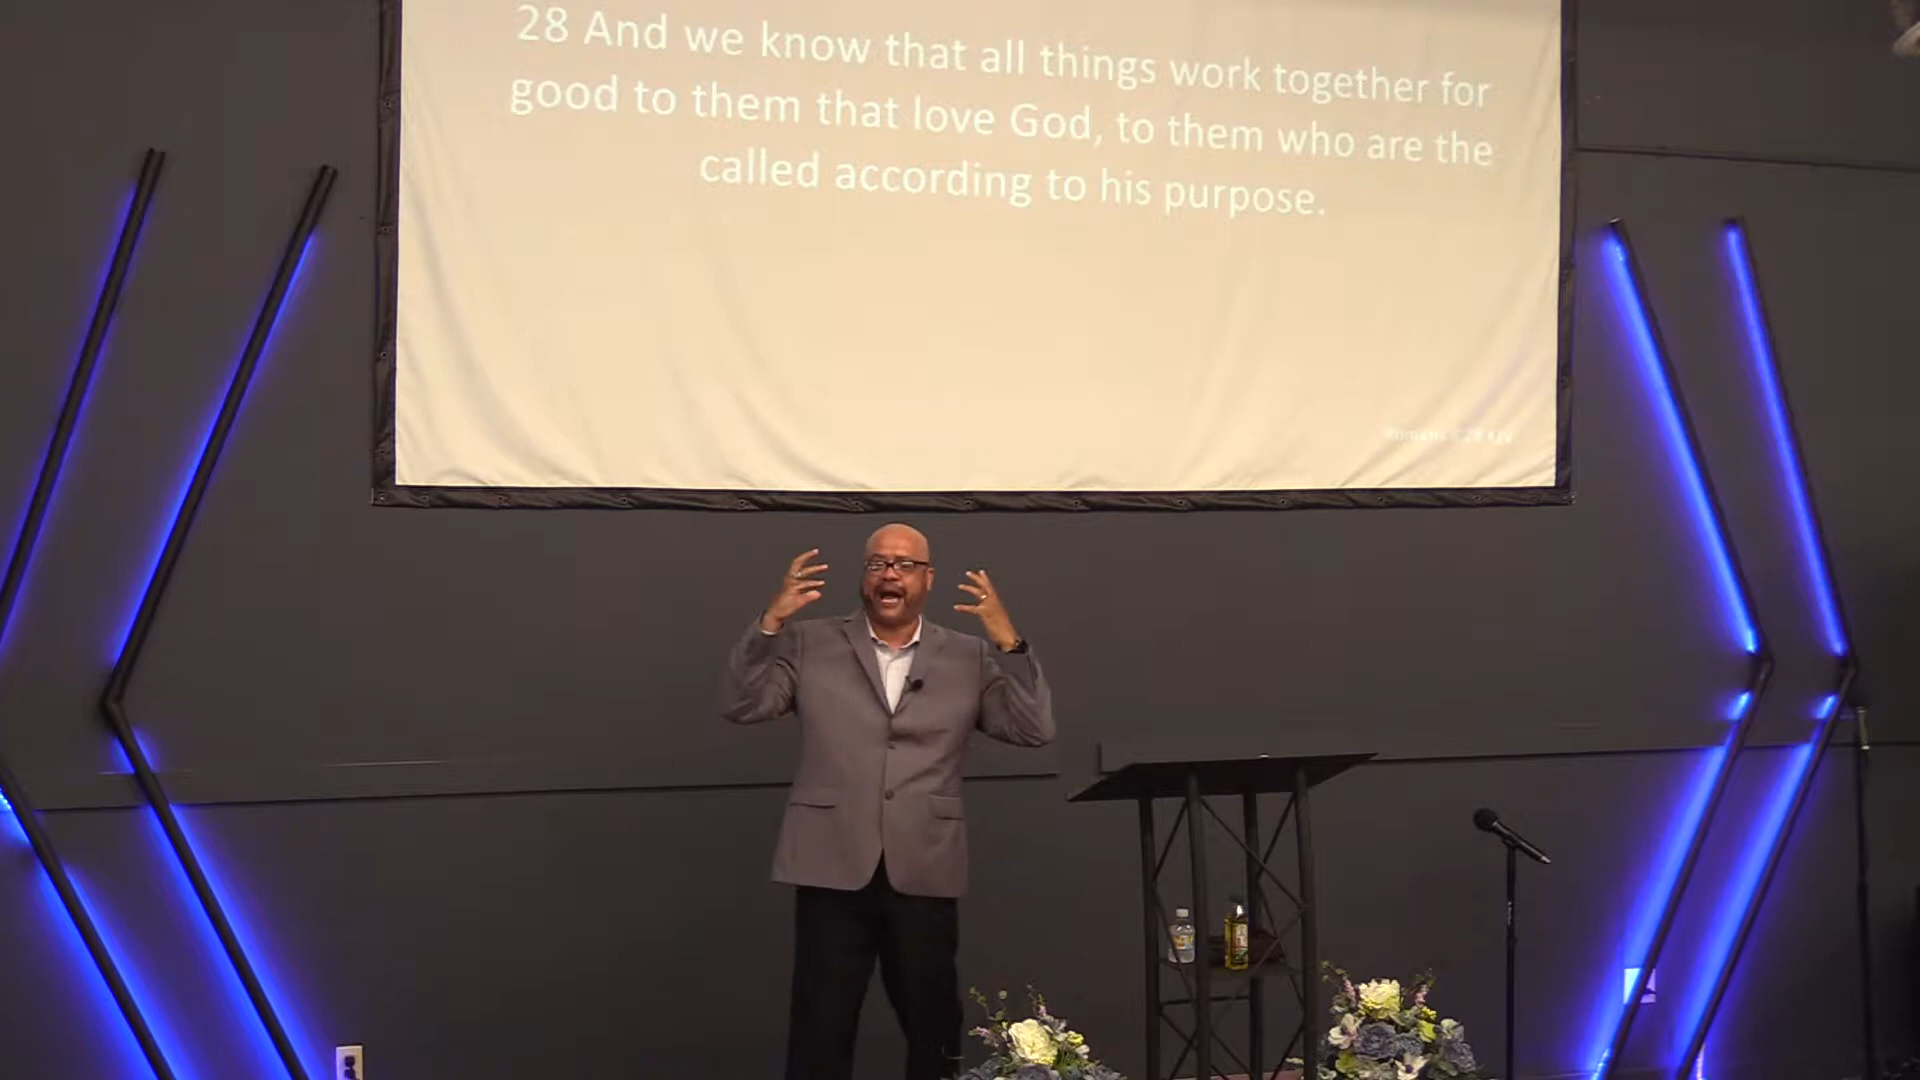 28 And we know that all things work together for
good to them that love God, to them who are the
called according to his purpose.